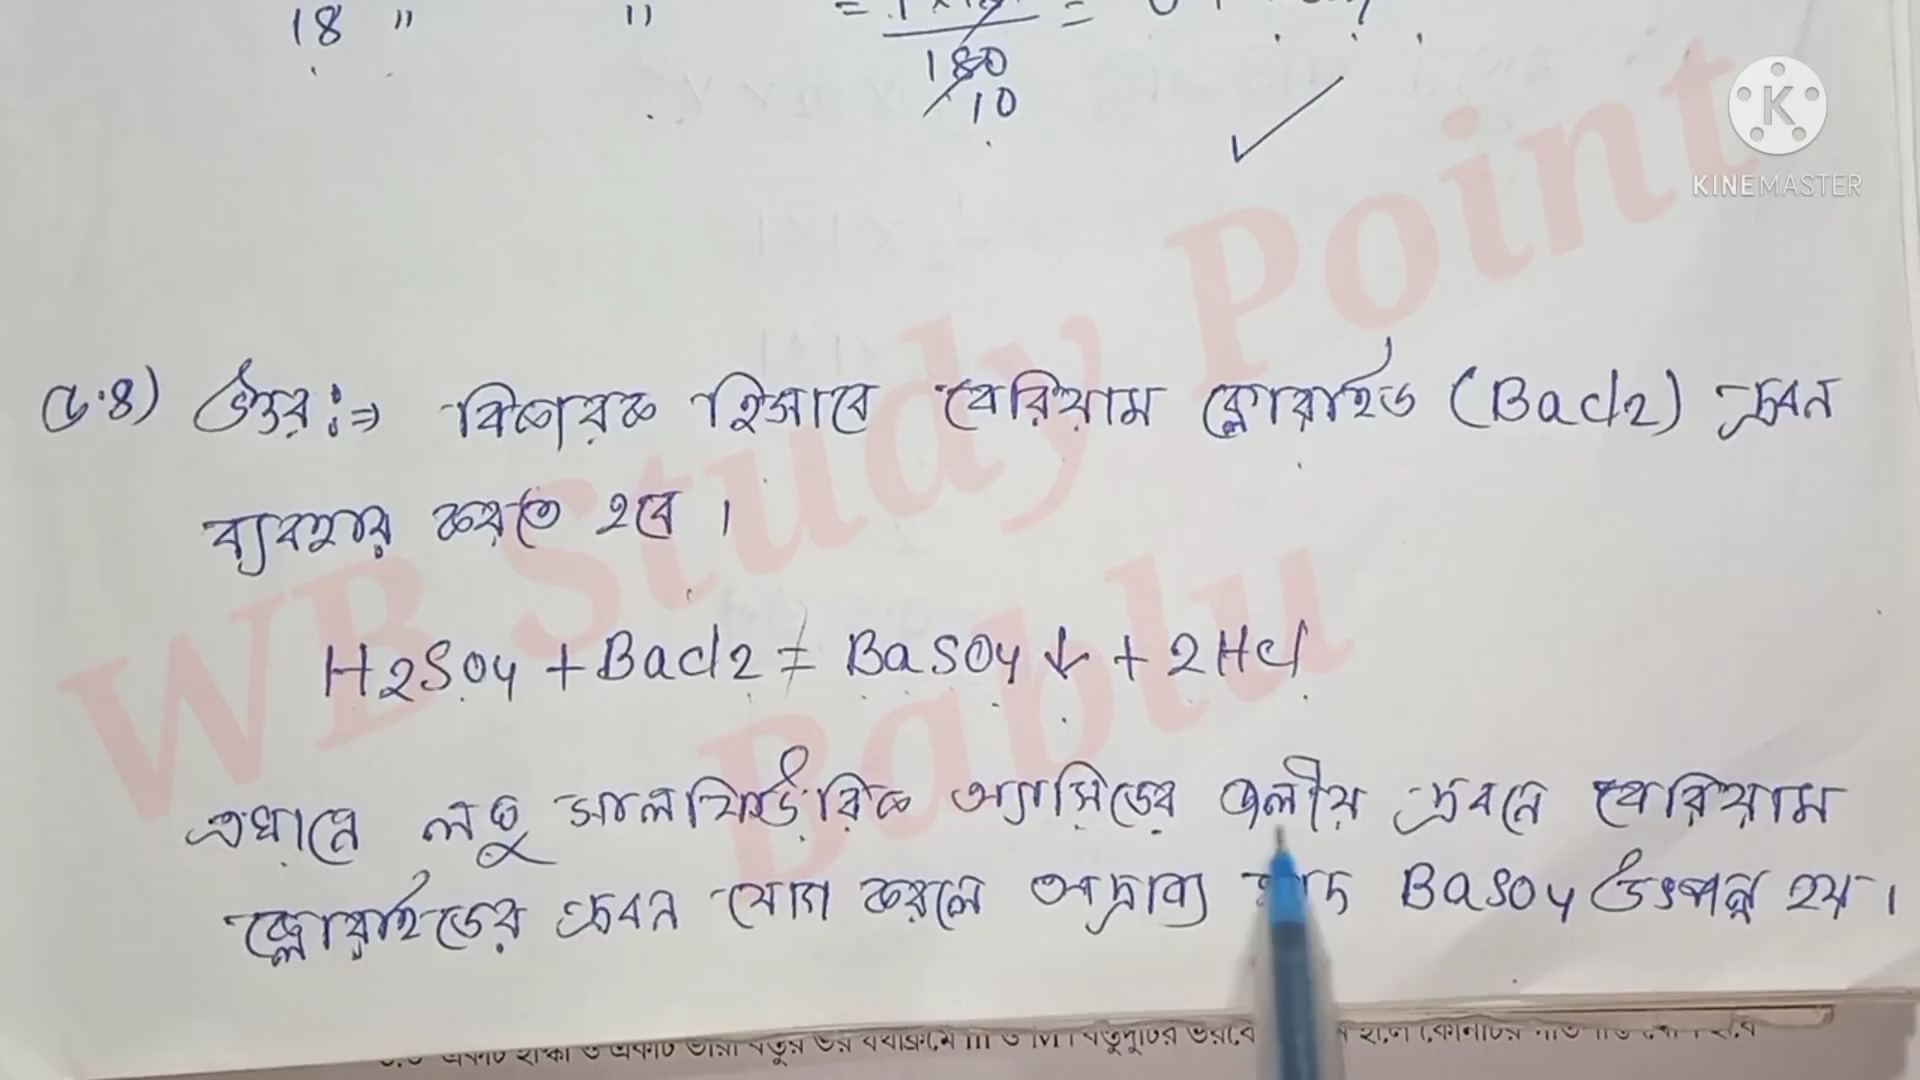 18 " " =
180
10
K
KINEMASTER
৫.৪) উত্তর :⇒ বিকারক হিসাবে বেরিয়াম ক্লোরাইড (BaCl2) দ্রবন
ব্যবহার করতে হবে ।
H2SO4 + BaCl2 = BaSO4 ↓ + 2HCl
এখানে লঘু সালফিউরিক অ্যাসিডের জলীয় দ্রবনে বেরিয়াম
ক্লোরাইডের দ্রবন যোগ করলে অদ্রাব্য BaSO4 উৎপন্ন হয় ।
WB Study Point
Bablu